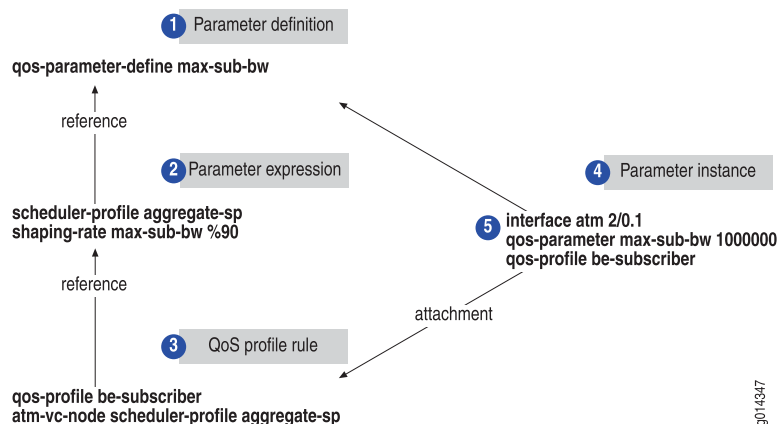 1 Parameter definition
qos-parameter-define max-sub-bw
reference
2 Parameter expression
4 Parameter instance
scheduler-profile aggregate-sp
shaping-rate max-sub-bw %90
5 interface atm 2/0.1
qos-parameter max-sub-bw 1000000
qos-profile be-subscriber
reference
attachment
3 QoS profile rule
qos-profile be-subscriber
atm-vc-node scheduler-profile aggregate-sp
g014347